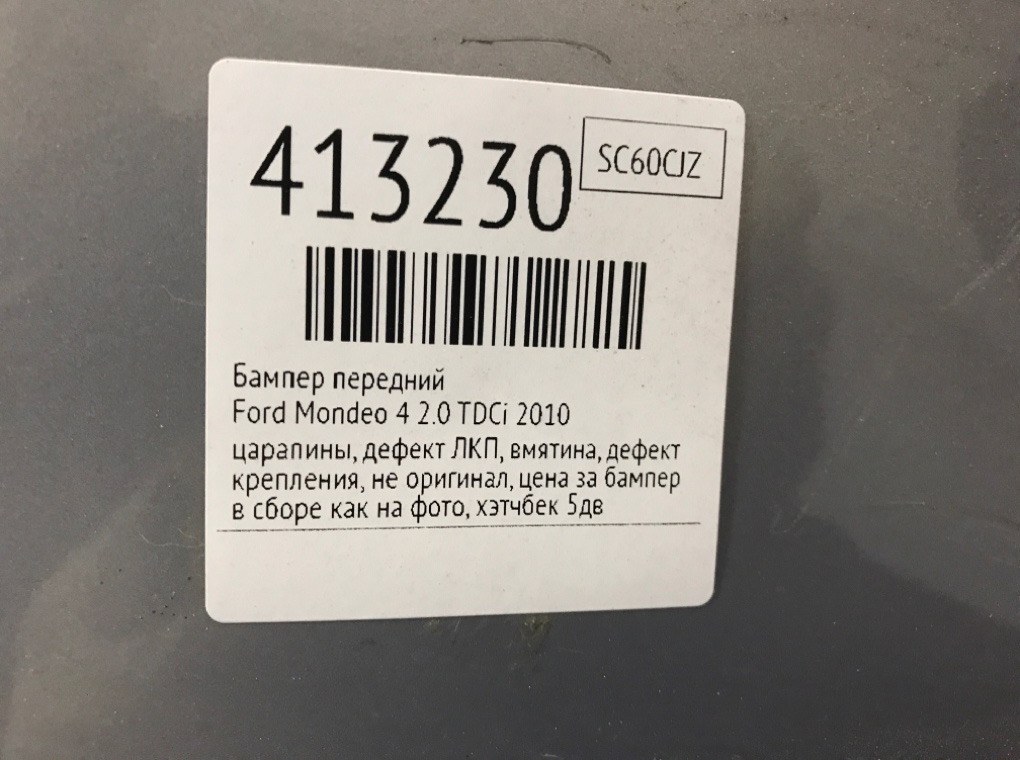 413230
SC60CJZ
Бампер передний
Ford Mondeo 4 2.0 TDCi 2010
царапины, дефект ЛКП, вмятина, дефект
крепления, не оригинал, цена за бампер
в сборе как на фото, хэтчбек 5дв